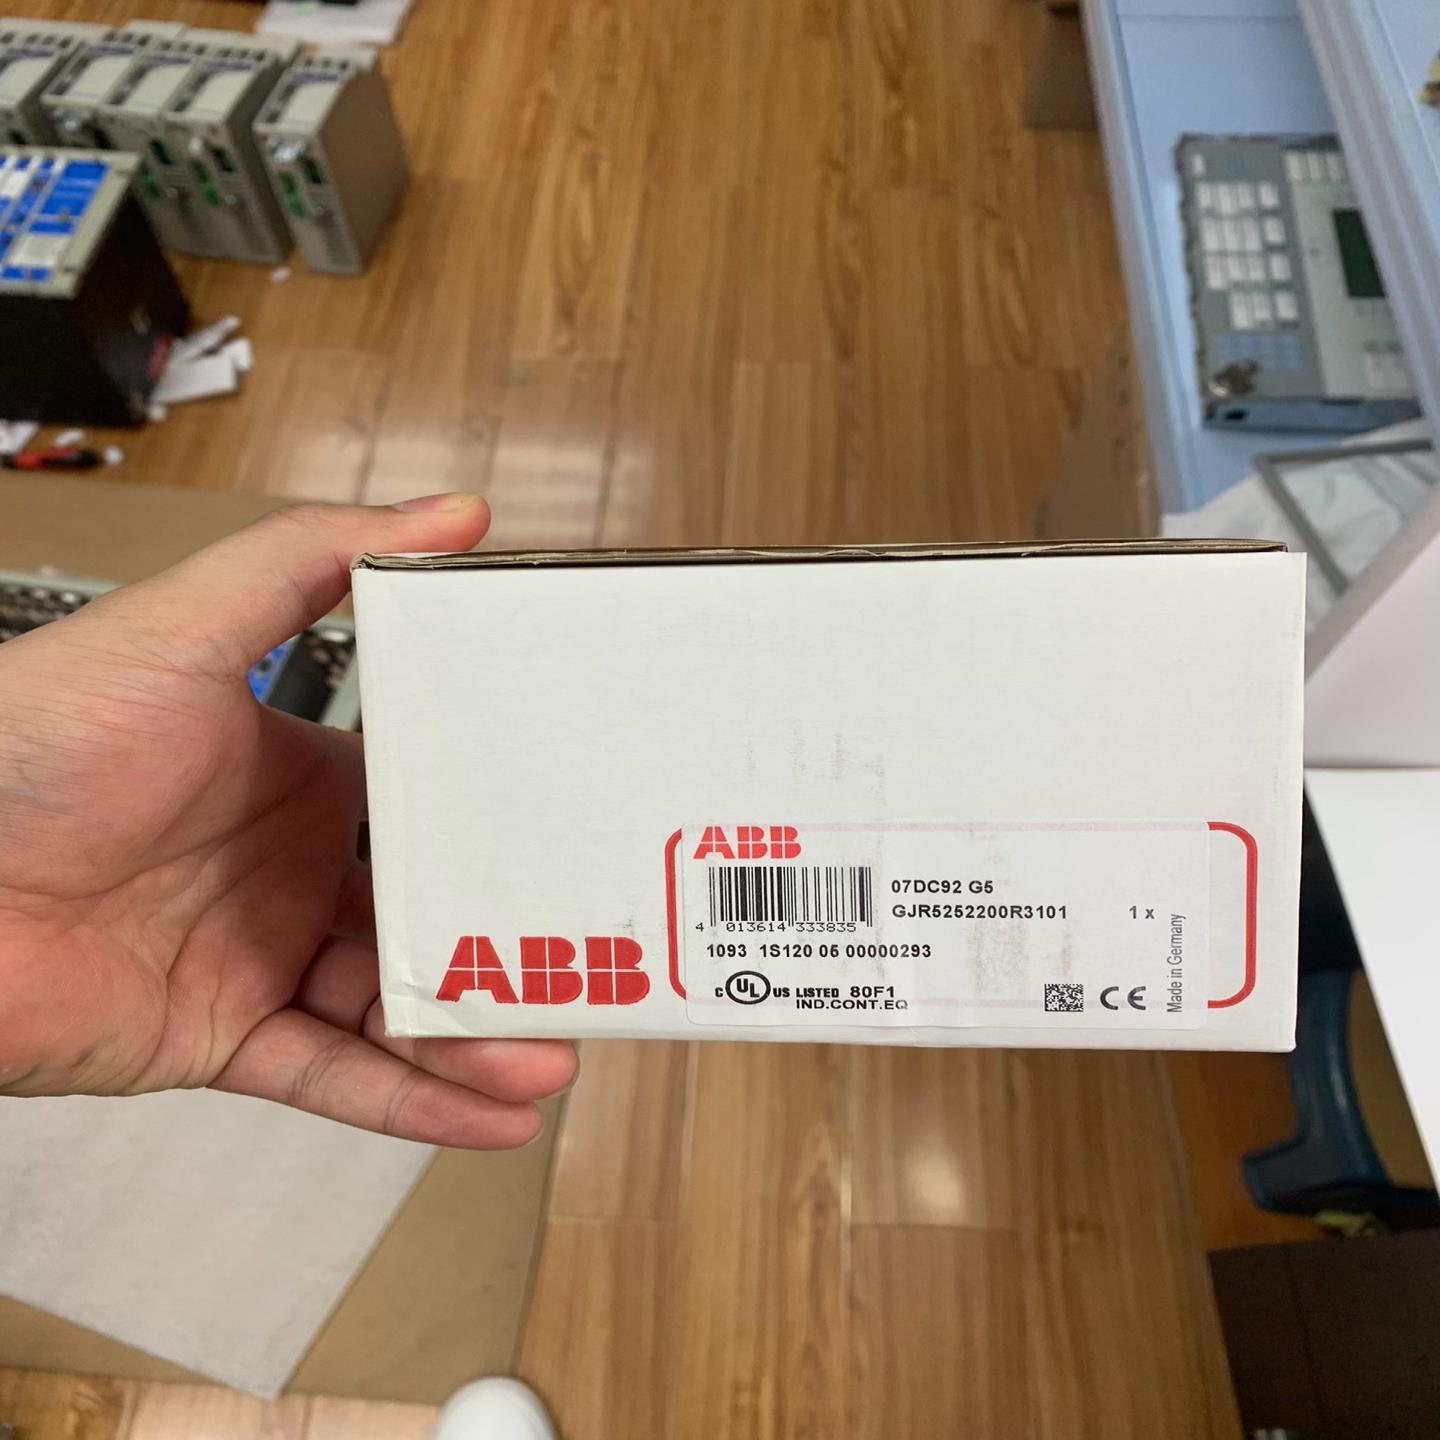 ABB
ABB
07DC92 G5
GJR5252200R3101
1 x
4 013614 333835
1093 1S120 05 00000293
C UL US LISTED 80F1
IND.CONT.EQ
CE
Made in Germany